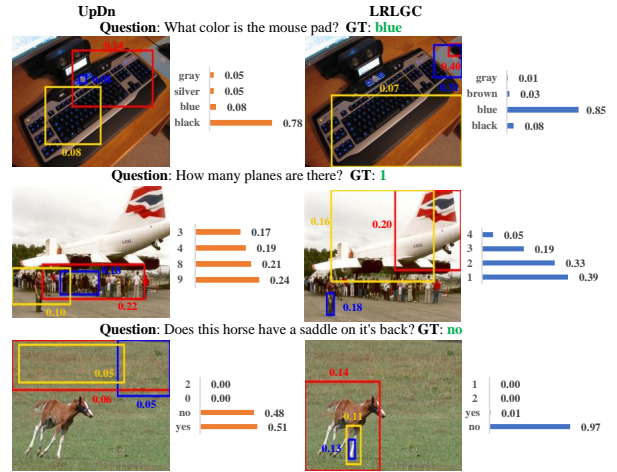 UpDn LRLGC
Question: What color is the mouse pad? GT: blue
0.08
gray 0.05
silver 0.05
blue 0.08
black 0.78
0.40
0.07
gray 0.01
brown 0.03
blue 0.85
black 0.08
Question: How many planes are there? GT: 1
0.22
0.10
3 0.17
4 0.19
8 0.21
9 0.24
0.16
0.20
0.18
4 0.05
3 0.19
2 0.33
1 0.39
Question: Does this horse have a saddle on it's back? GT: no
0.05
0.06
0.05
2 0.00
0 0.00
no 0.48
yes 0.51
0.14
0.11
0.13
1 0.00
2 0.00
yes 0.01
no 0.97